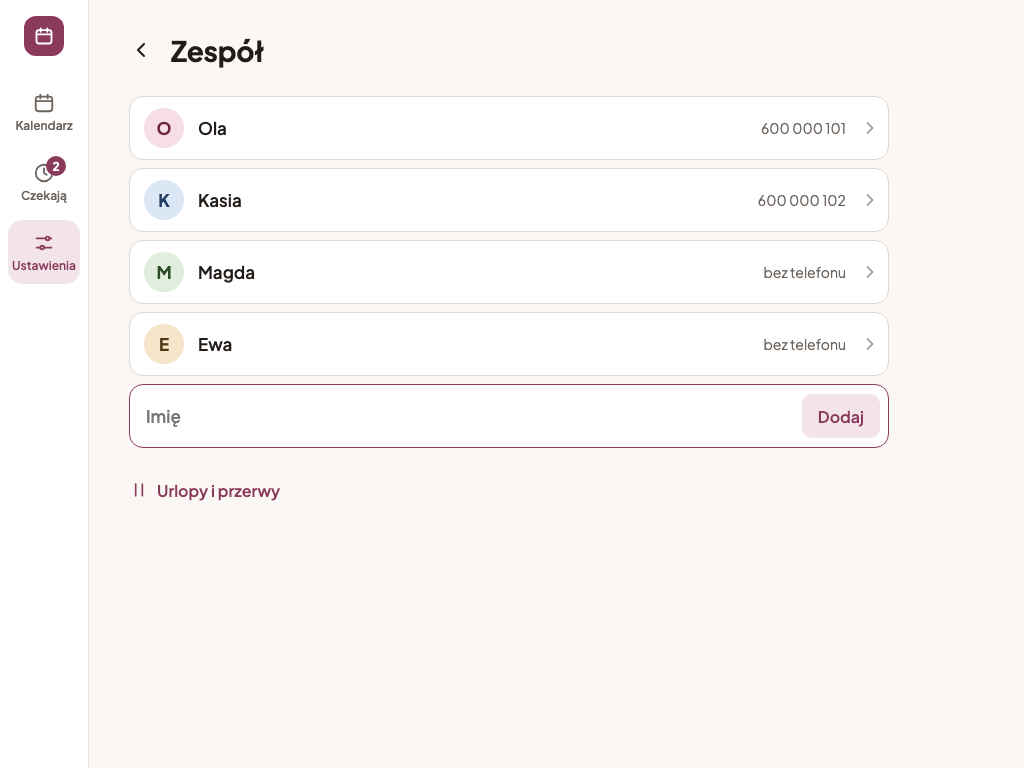 Zespół
Kalendarz
2
Czekają
Ustawienia
O Ola 600 000 101
K Kasia 600 000 102
M Magda bez telefonu
E Ewa bez telefonu
Imię Dodaj
Urlopy i przerwy